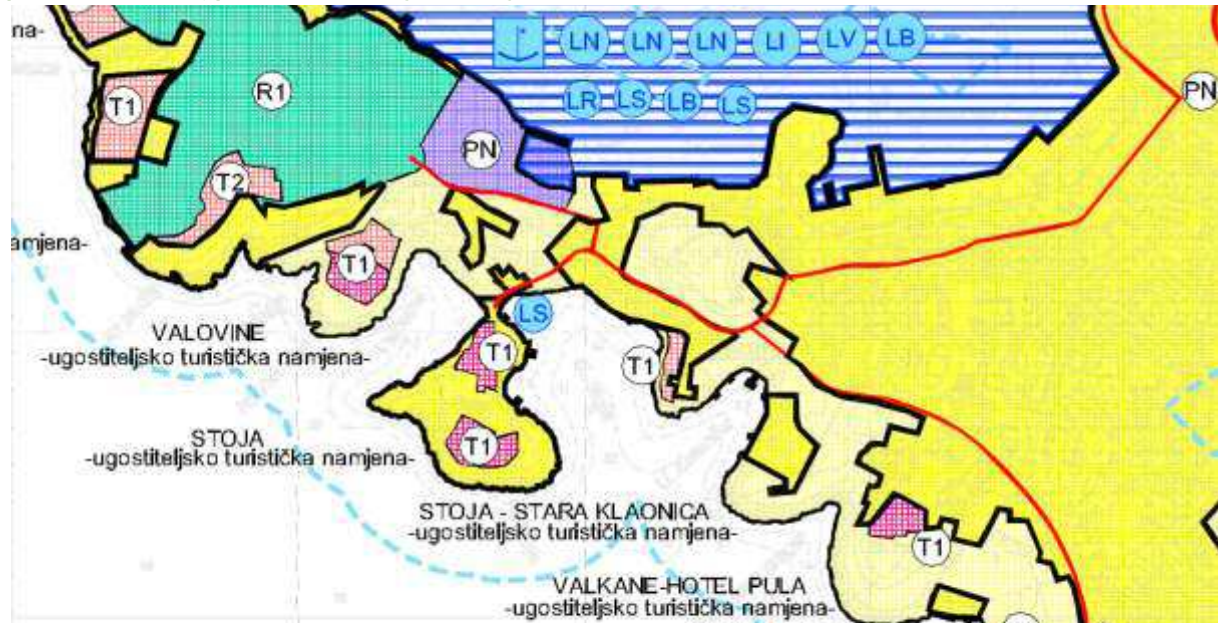 na-
LN LN LN LI LV LB
LR LS LB LS
PN
T1
R1
PN
T2
amjena-
T1
LS
VALOVINE
-ugostiteljsko turistička namjena-
T1
T1
STOJA
-ugostiteljsko turistička namjena-
T1
STOJA - STARA KLAONICA
-ugostiteljsko turistička namjena-
T1
VALKANE-HOTEL PULA
-ugostiteljsko turistička namjena-